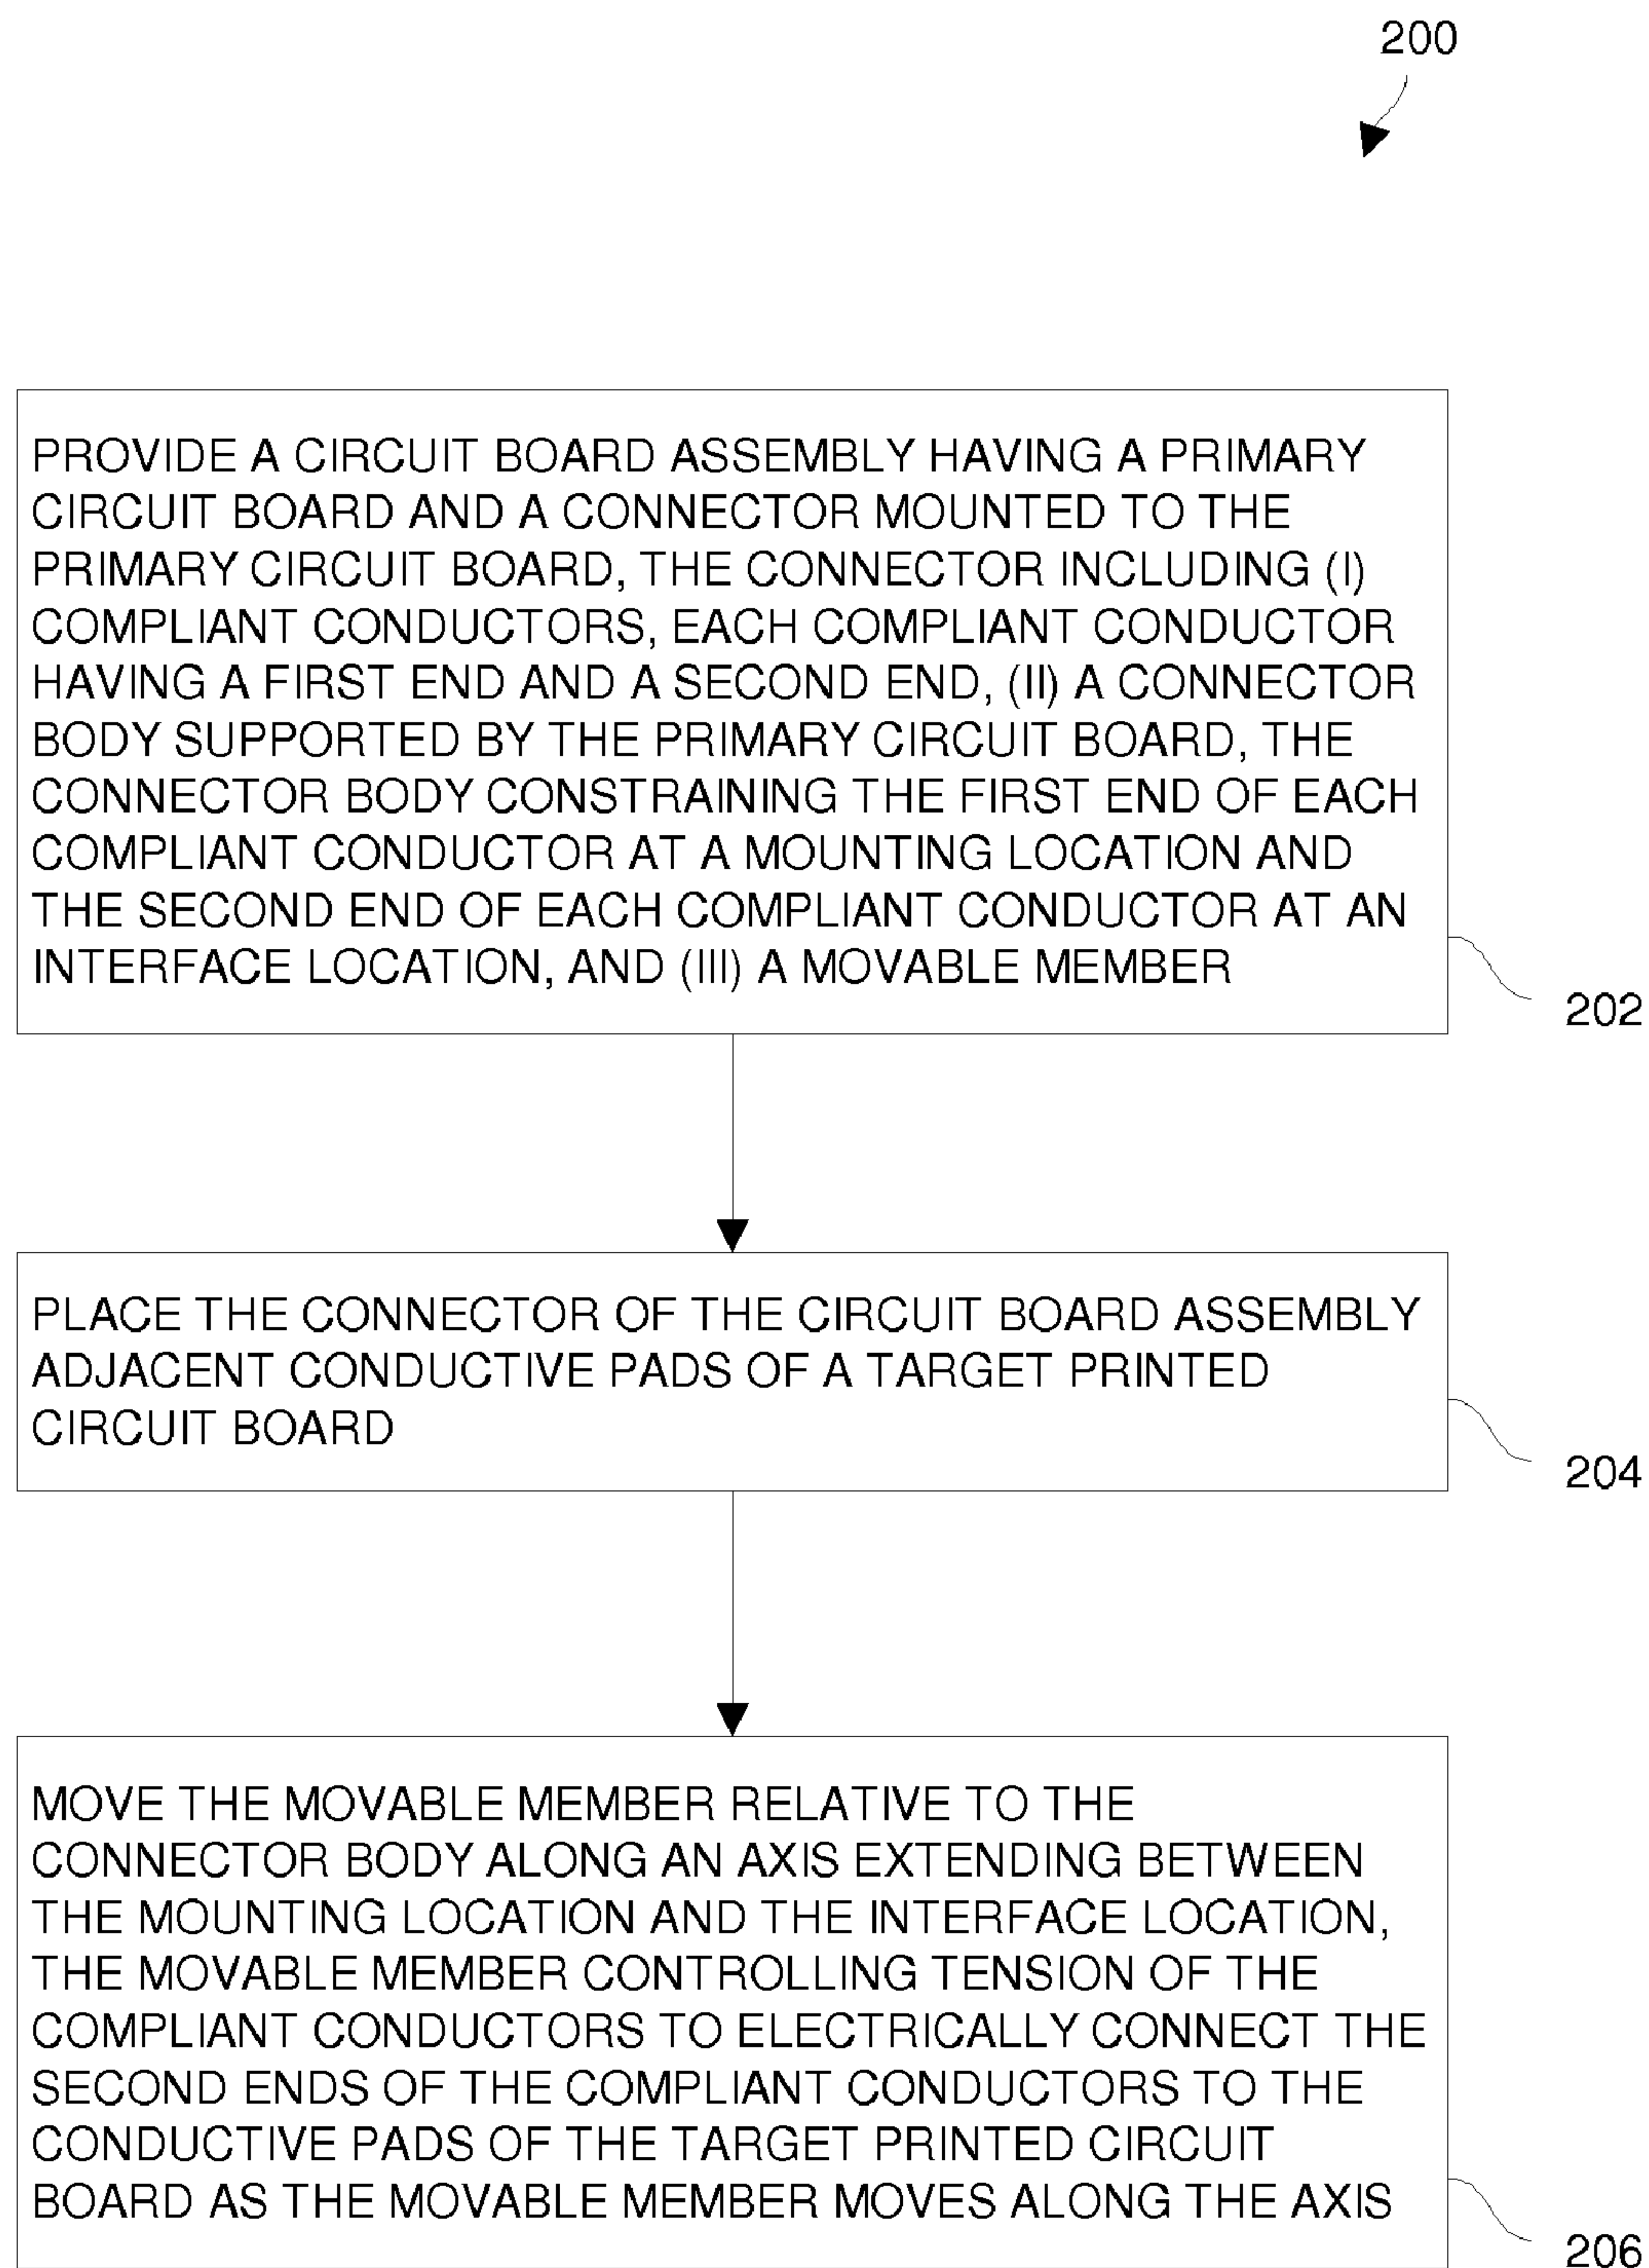 200
PROVIDE A CIRCUIT BOARD ASSEMBLY HAVING A PRIMARY
CIRCUIT BOARD AND A CONNECTOR MOUNTED TO THE
PRIMARY CIRCUIT BOARD, THE CONNECTOR INCLUDING (I)
COMPLIANT CONDUCTORS, EACH COMPLIANT CONDUCTOR
HAVING A FIRST END AND A SECOND END, (II) A CONNECTOR
BODY SUPPORTED BY THE PRIMARY CIRCUIT BOARD, THE
CONNECTOR BODY CONSTRAINING THE FIRST END OF EACH
COMPLIANT CONDUCTOR AT A MOUNTING LOCATION AND
THE SECOND END OF EACH COMPLIANT CONDUCTOR AT AN
INTERFACE LOCATION, AND (III) A MOVABLE MEMBER
202
PLACE THE CONNECTOR OF THE CIRCUIT BOARD ASSEMBLY
ADJACENT CONDUCTIVE PADS OF A TARGET PRINTED
CIRCUIT BOARD
204
MOVE THE MOVABLE MEMBER RELATIVE TO THE
CONNECTOR BODY ALONG AN AXIS EXTENDING BETWEEN
THE MOUNTING LOCATION AND THE INTERFACE LOCATION,
THE MOVABLE MEMBER CONTROLLING TENSION OF THE
COMPLIANT CONDUCTORS TO ELECTRICALLY CONNECT THE
SECOND ENDS OF THE COMPLIANT CONDUCTORS TO THE
CONDUCTIVE PADS OF THE TARGET PRINTED CIRCUIT
BOARD AS THE MOVABLE MEMBER MOVES ALONG THE AXIS
206